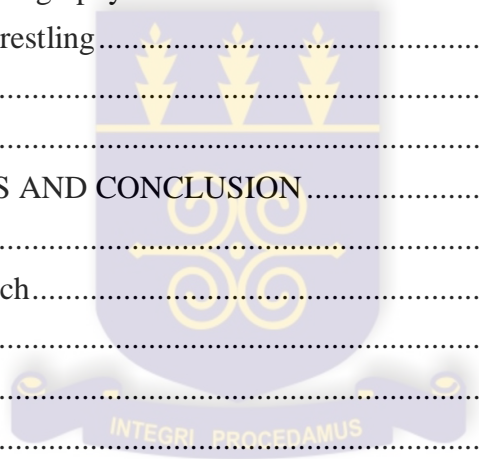 restling................................................
............................................................
............................................................
S AND CONCLUSION......................
............................................................
ch........................................................
............................................................
............................................................
INTEGRI PROCEDAMUS
............................................................